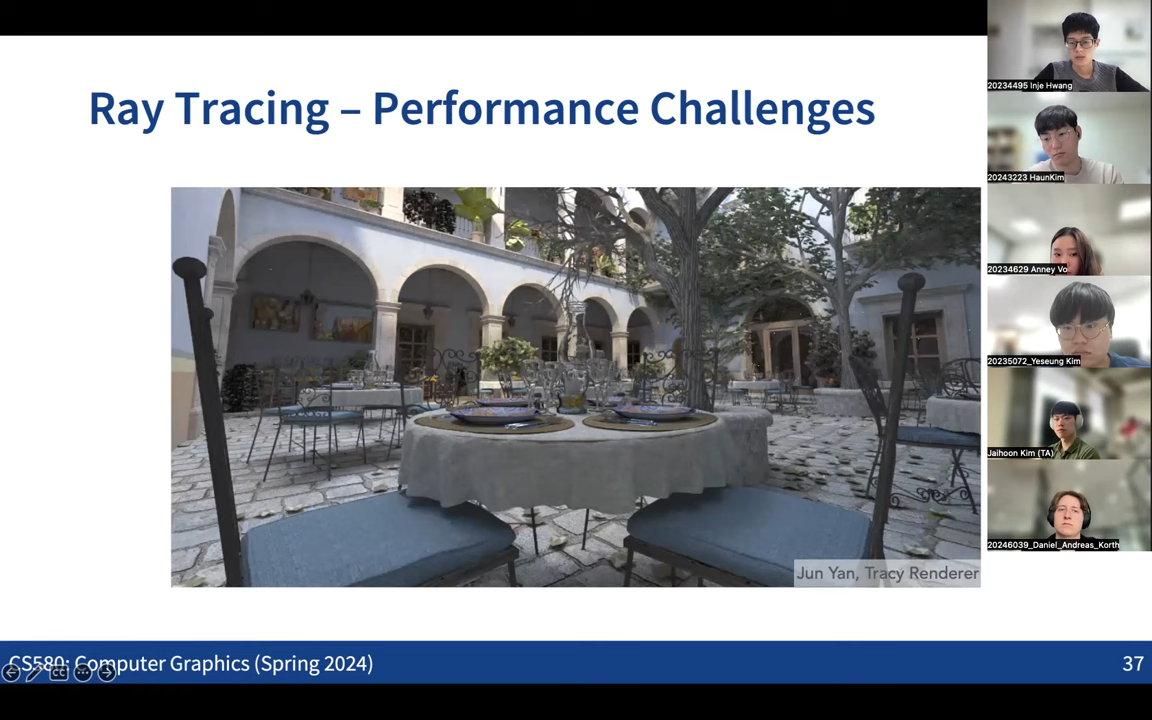 Ray Tracing – Performance Challenges
Jun Yan, Tracy Renderer
CS580: Computer Graphics (Spring 2024)
37
20234495 Inje Hwang
20243223 HaunKim
20234629 Anney Vo
20235072_Yeseung Kim
Jaihoon Kim (TA)
20246039_Daniel_Andreas_Korth
CC